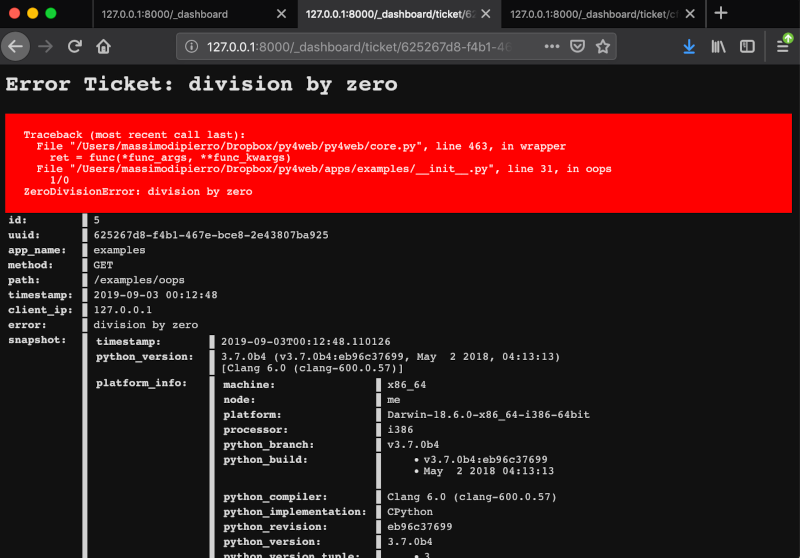 127.0.0.1:8000/_dashboard
127.0.0.1:8000/_dashboard/ticket/62
127.0.0.1:8000/_dashboard/ticket/c
127.0.0.1:8000/_dashboard/ticket/625267d8-f4b1-46
Error Ticket: division by zero
Traceback (most recent call last):
File "/Users/massimodipierro/Dropbox/py4web/py4web/core.py", line 463, in wrapper
ret = func(*func_args, **func_kwargs)
File "/Users/massimodipierro/Dropbox/py4web/apps/examples/__init__.py", line 31, in oops
1/0
ZeroDivisionError: division by zero
id: 5
uuid: 625267d8-f4b1-467e-bce8-2e43807ba925
app_name: examples
method: GET
path: /examples/oops
timestamp: 2019-09-03 00:12:48
client_ip: 127.0.0.1
error: division by zero
snapshot: timestamp: 2019-09-03T00:12:48.110126
python_version: 3.7.0b4 (v3.7.0b4:eb96c37699, May 2 2018, 04:13:13)
[Clang 6.0 (clang-600.0.57)]
platform_info: machine: x86_64
node: me
platform: Darwin-18.6.0-x86_64-i386-64bit
processor: i386
python_branch: v3.7.0b4
python_build: • v3.7.0b4:eb96c37699
• May 2 2018 04:13:13
python_compiler: Clang 6.0 (clang-600.0.57)
python_implementation: CPython
python_revision: eb96c37699
python_version: 3.7.0b4
python_version_tuple: • 3